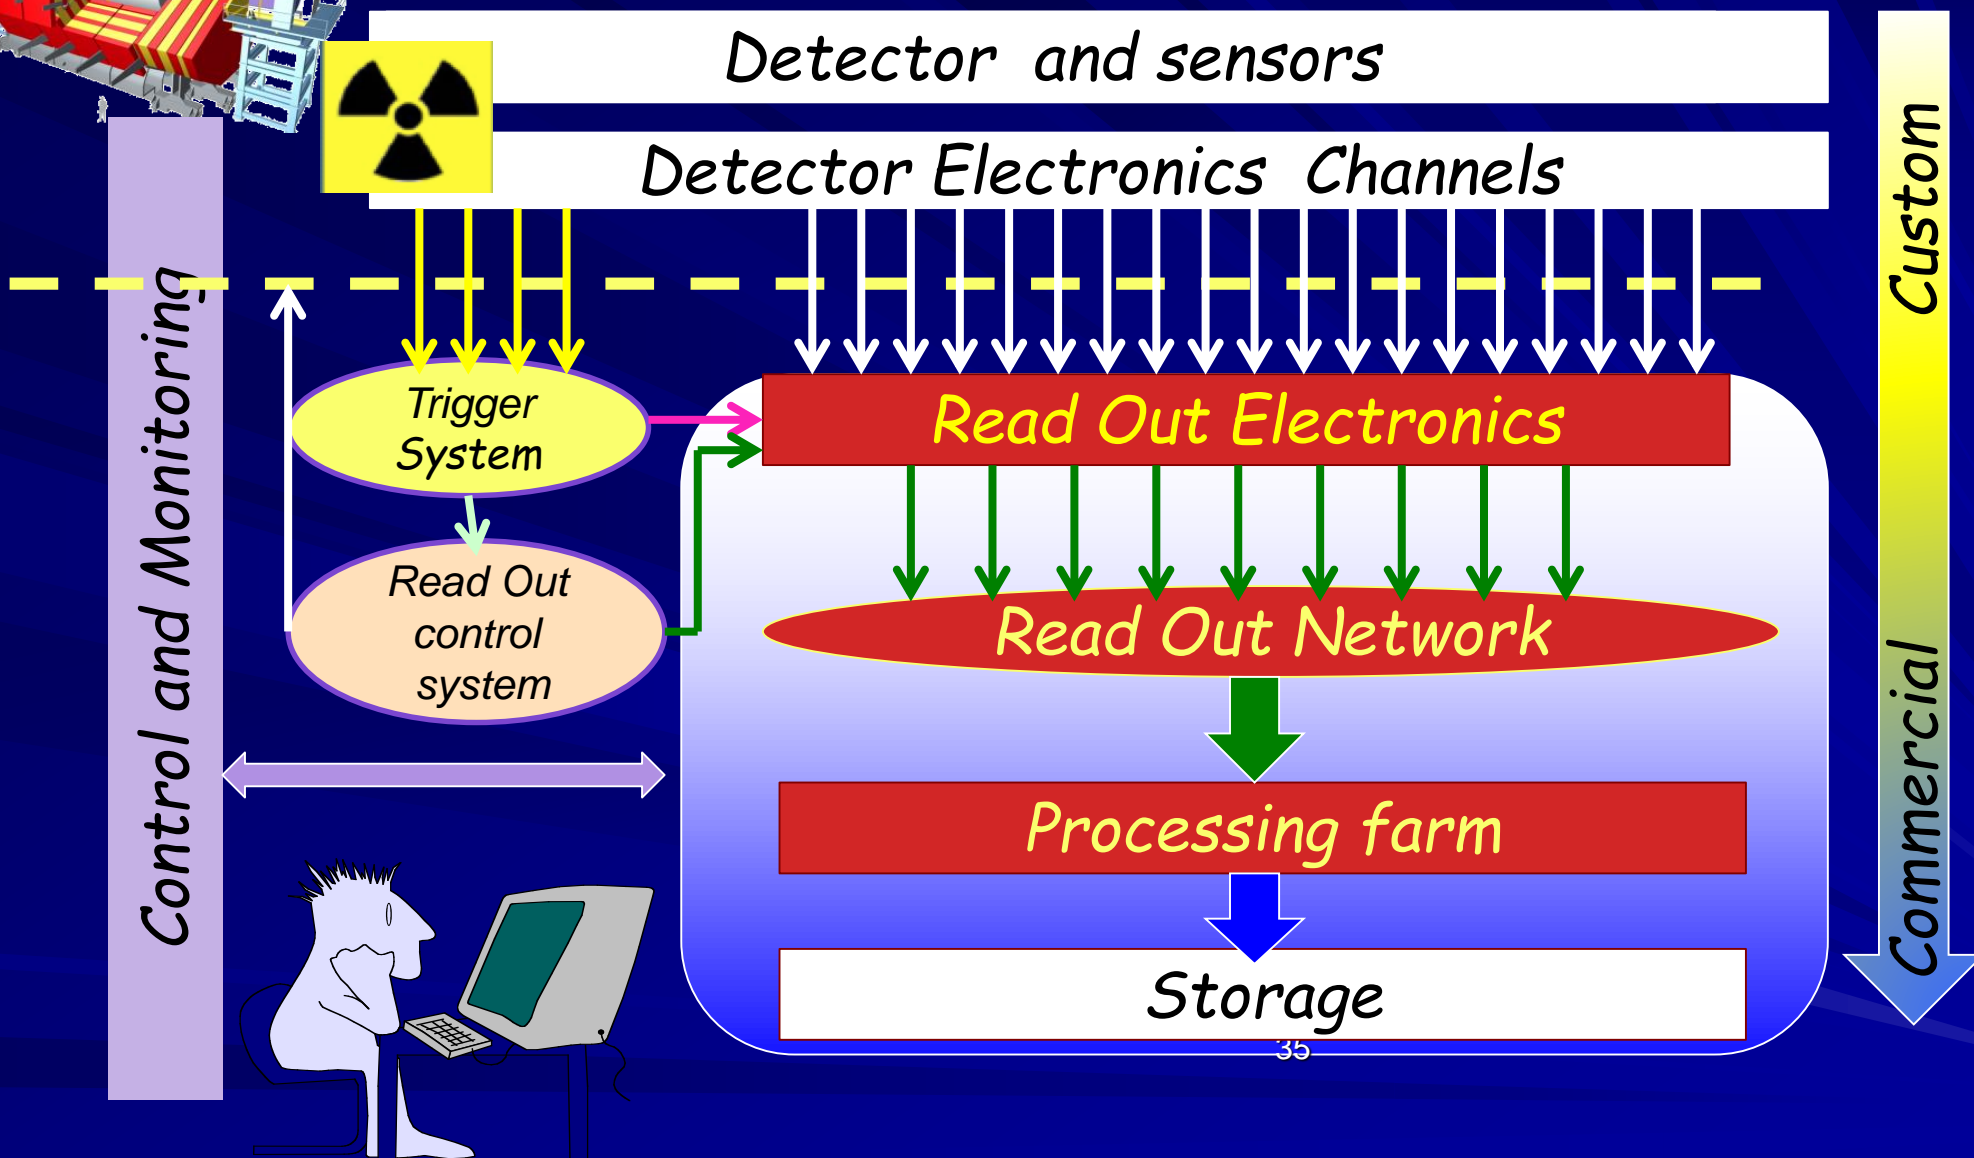 Detector and sensors
Detector Electronics Channels
Custom
Commercial
Control and Monitoring
Trigger
System
Read Out Electronics
Read Out
control
system
Read Out Network
Processing farm
Storage
35